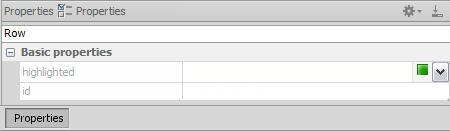 Properties Properties
Row
Basic properties
highlighted
id
Properties